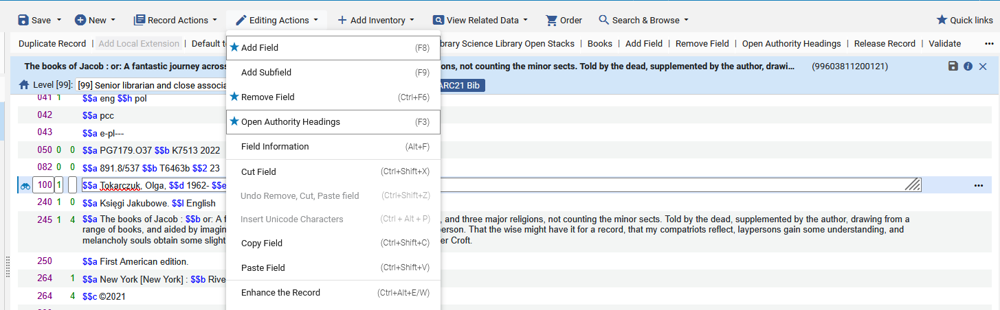 Save New Record Actions Editing Actions Add Inventory View Related Data Order Search & Browse Quick links
Duplicate Record | Add Local Extension | Default to brary Science Library Open Stacks | Books | Add Field | Remove Field | Open Authority Headings | Release Record | Validate ...
The books of Jacob : or: A fantastic journey across ons, not counting the minor sects. Told by the dead, supplemented by the author, drawi... (99603811200121)
Level [99]: [99] Senior librarian and close associa ARC21 Bib
041 1 $$a eng $$h pol
042 $$a pcc
043 $$a e-pl---
050 0 0 $$a PG7179.O37 $$b K7513 2022
082 0 0 $$a 891.8/537 $$b T6463b $$2 23
100 1 $$a Tokarczuk, Olga, $$d 1962- $$e ...
240 1 0 $$a Księgi Jakubowe. $$l English
245 1 4 $$a The books of Jacob : $$b or: A f , and three major religions, not counting the minor sects. Told by the dead, supplemented by the author, drawing from a
range of books, and aided by imagin erson. That the wise might have it for a record, that my compatriots reflect, laypersons gain some understanding, and
melancholy souls obtain some slight er Croft.
250 $$a First American edition.
264 1 $$a New York [New York] : $$b Rive
264 4 $$c ©2021
Add Field (F8)
Add Subfield (F9)
Remove Field (Ctrl+F6)
Open Authority Headings (F3)
Field Information (Alt+F)
Cut Field (Ctrl+Shift+X)
Undo Remove, Cut, Paste field (Ctrl+Shift+Z)
Insert Unicode Characters (Ctrl + Alt + P)
Copy Field (Ctrl+Shift+C)
Paste Field (Ctrl+Shift+V)
Enhance the Record (Ctrl+Alt+E/W)